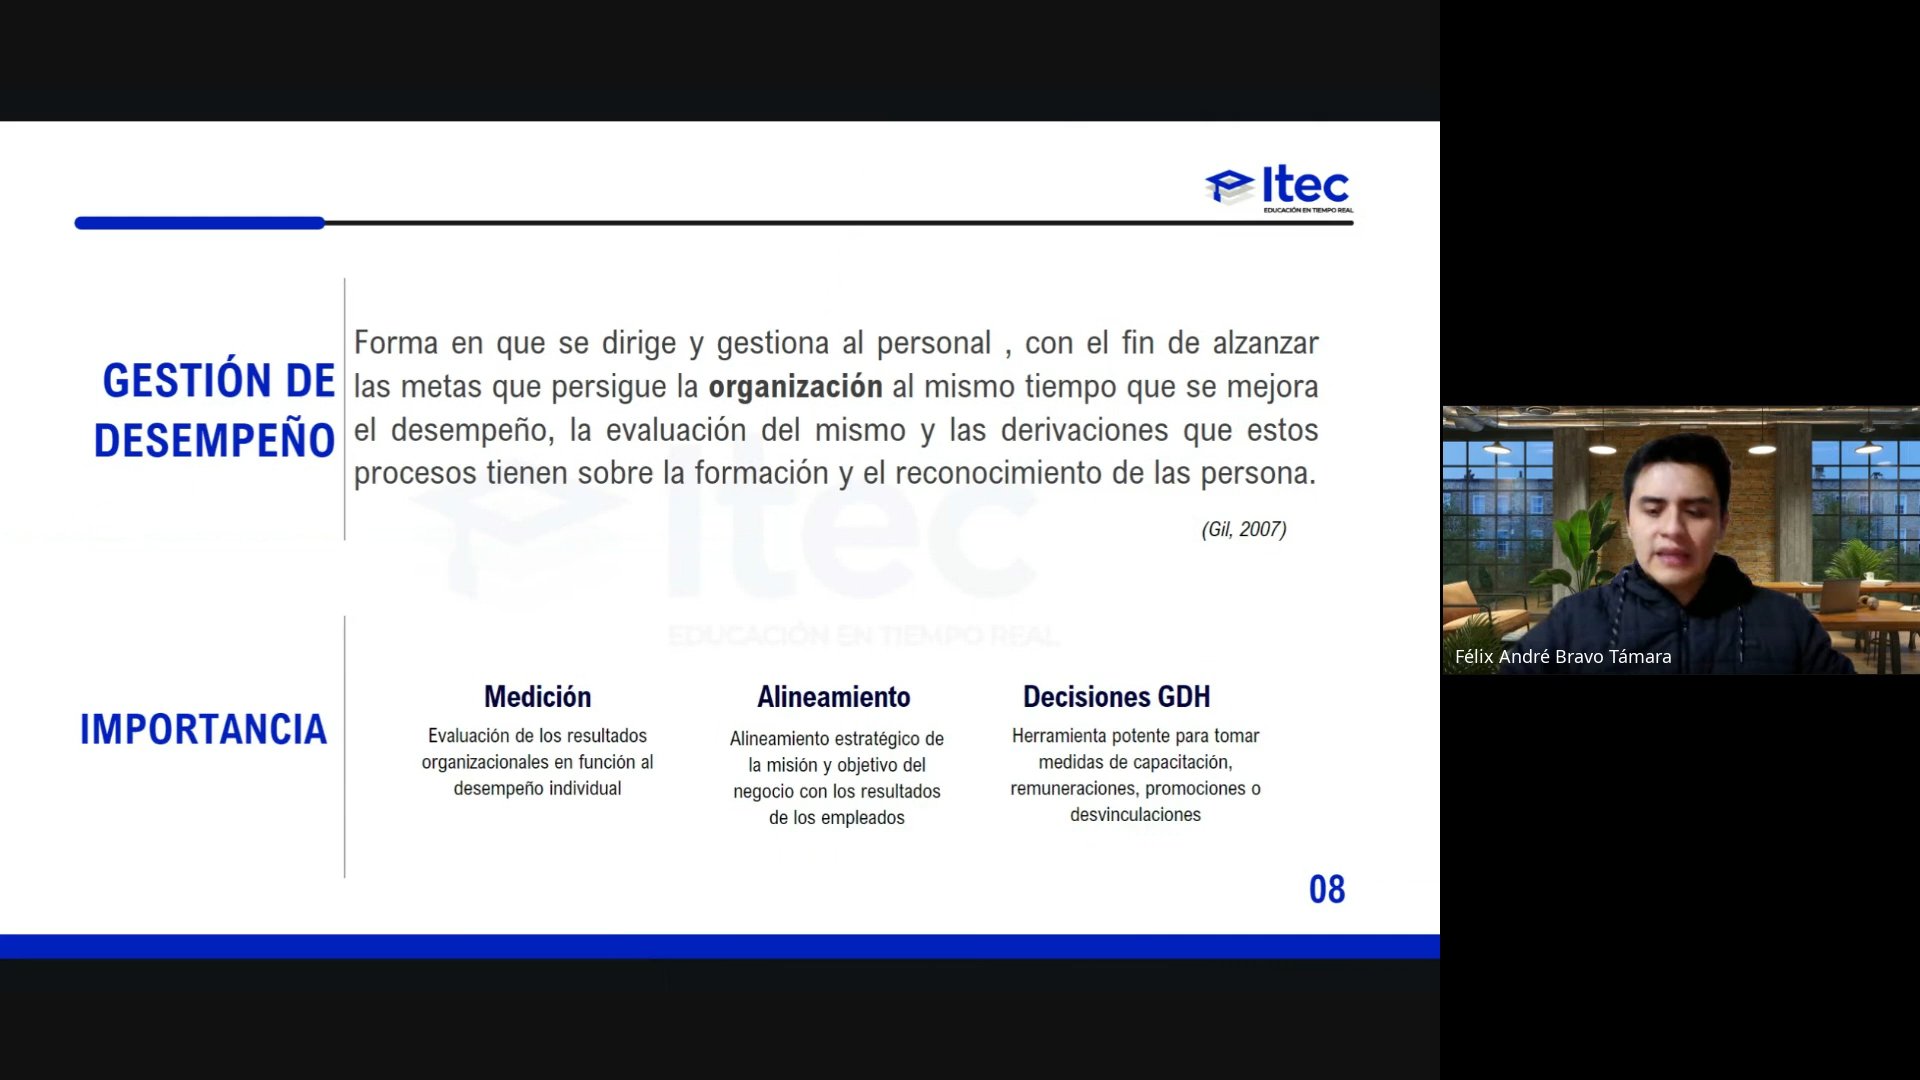 Itec
EDUCACIÓN EN TIEMPO REAL
GESTIÓN DE
DESEMPEÑO
Forma en que se dirige y gestiona al personal , con el fin de alzanzar
las metas que persigue la organización al mismo tiempo que se mejora
el desempeño, la evaluación del mismo y las derivaciones que estos
procesos tienen sobre la formación y el reconocimiento de las persona.
(Gil, 2007)
Itec
EDUCACIÓN EN TIEMPO REAL
IMPORTANCIA
Medición
Evaluación de los resultados
organizacionales en función al
desempeño individual
Alineamiento
Alineamiento estratégico de
la misión y objetivo del
negocio con los resultados
de los empleados
Decisiones GDH
Herramienta potente para tomar
medidas de capacitación,
remuneraciones, promociones o
desvinculaciones
08
Félix André Bravo Támara